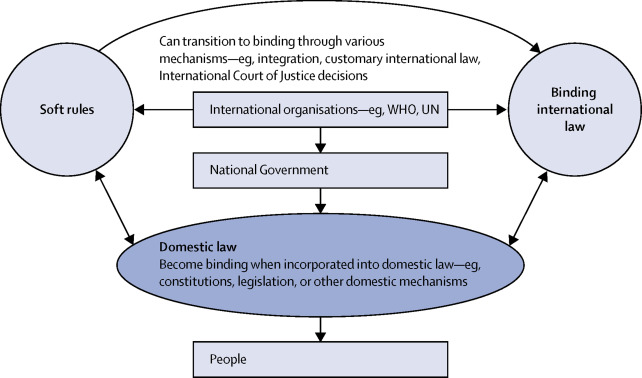 Can transition to binding through various
mechanisms—eg, integration, customary international law,
International Court of Justice decisions
Soft rules
International organisations—eg, WHO, UN
Binding
international
law
National Government
Domestic law
Become binding when incorporated into domestic law—eg,
constitutions, legislation, or other domestic mechanisms
People